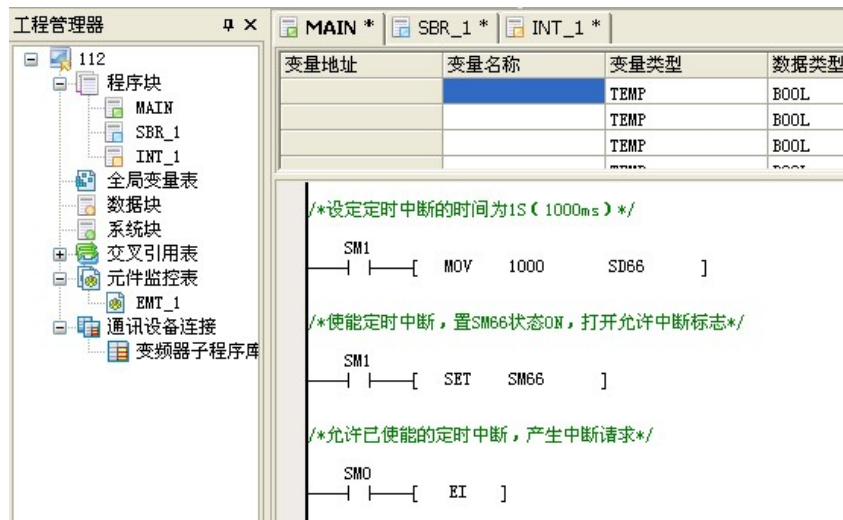 工程管理器
112
程序块
MAIN
SBR_1
INT_1
全局变量表
数据块
系统块
交叉引用表
元件监控表
EMT_1
通讯设备连接
变频器子程序库
MAIN * SBR_1 * INT_1 *
变量地址 变量名称 变量类型 数据类型
TEMP BOOL
TEMP BOOL
TEMP BOOL
/*设定定时中断的时间为1S(1000ms)*/
SM1
[ MOV 1000 SD66 ]
/*使能定时中断,置SM66状态ON,打开允许中断标志*/
SM1
[ SET SM66 ]
/*允许已使能的定时中断,产生中断请求*/
SM0
[ EI ]